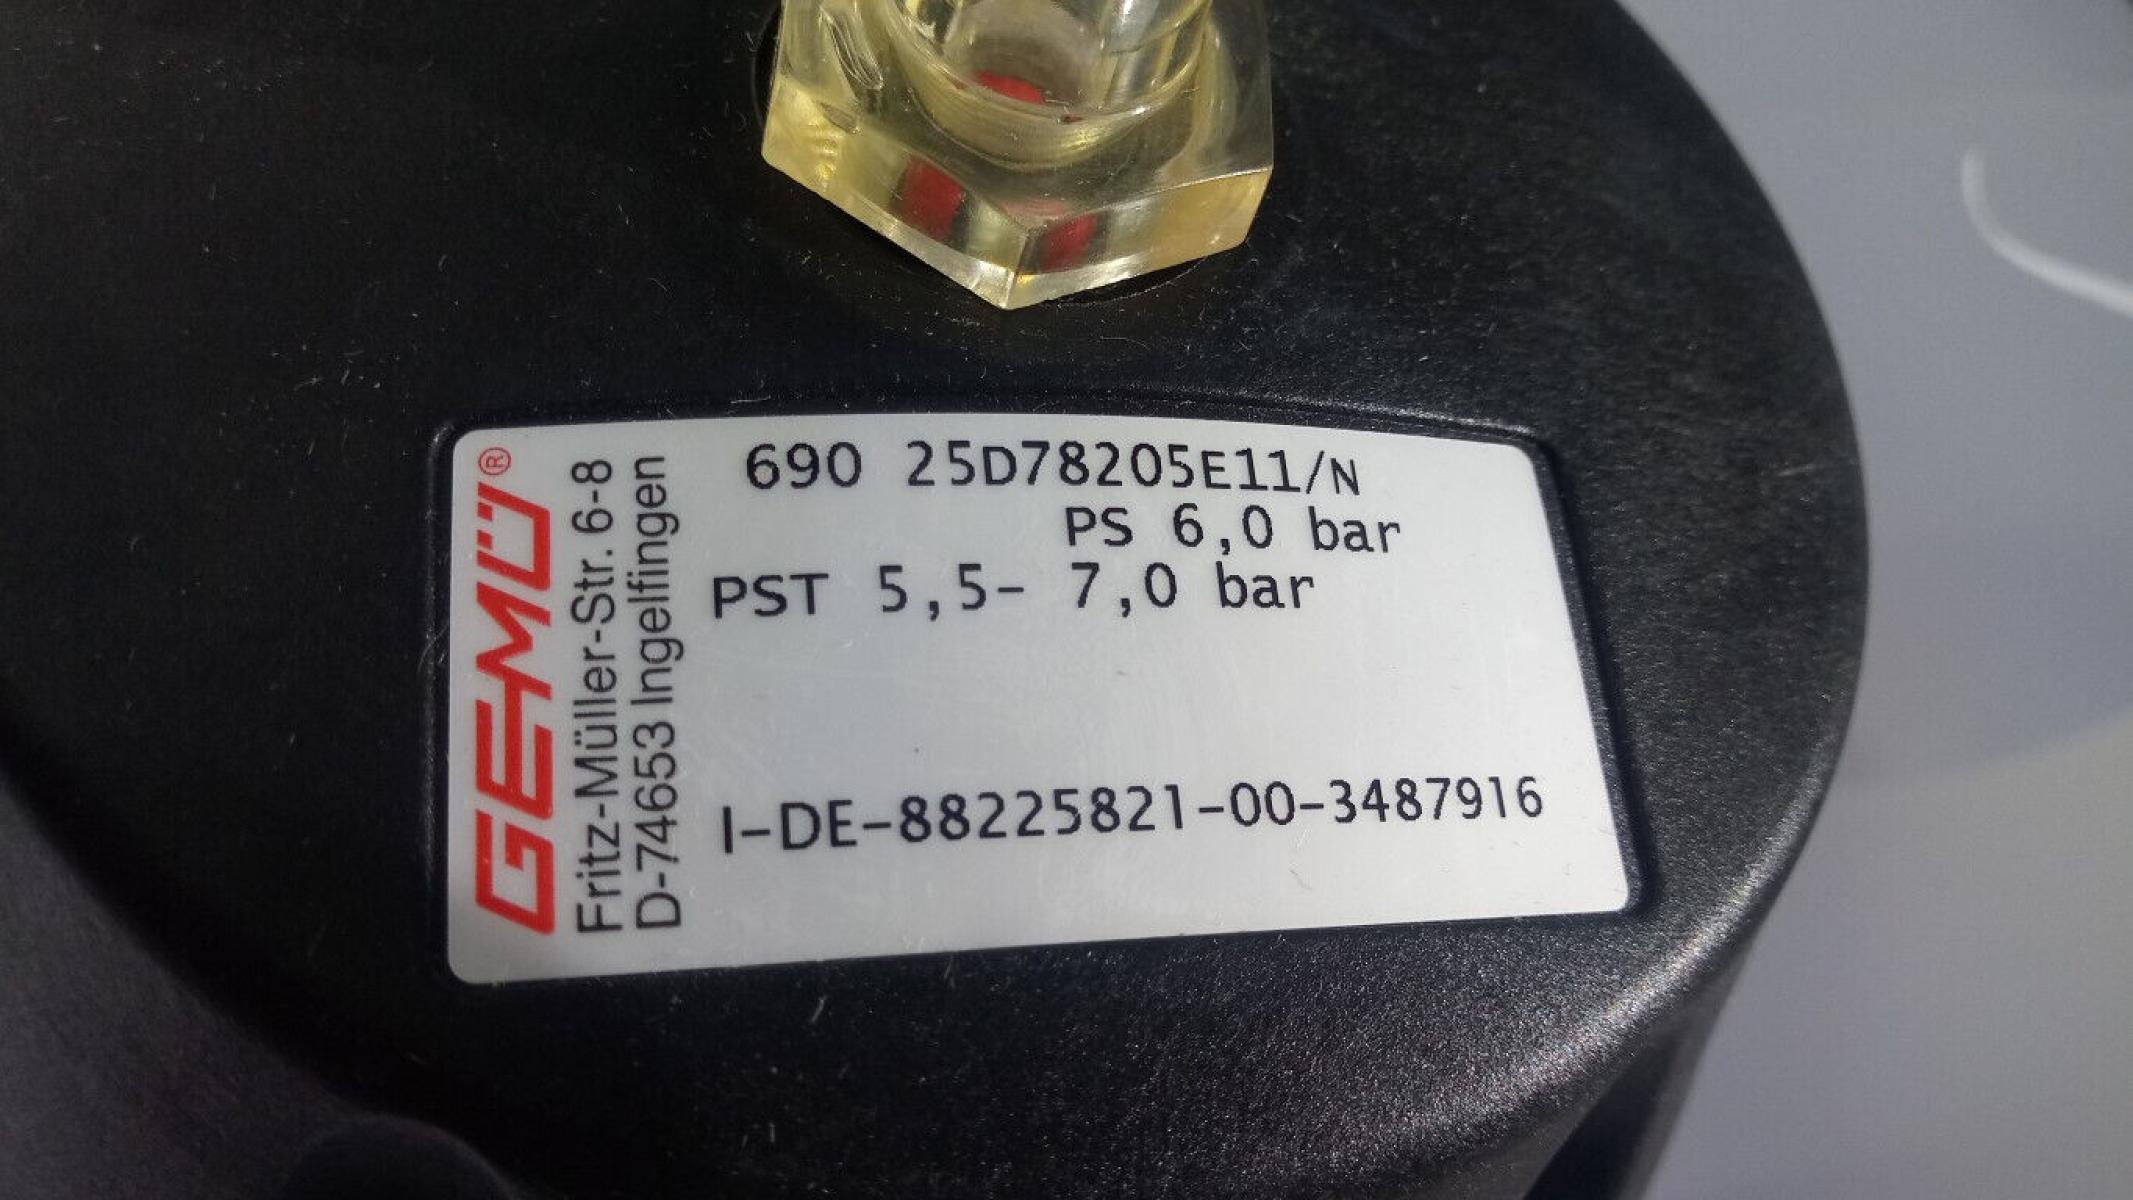 GEMÜ®
Fritz-Müller-Str. 6-8
D-74653 Ingelfingen
690 25D78205E11/N
PS 6,0 bar
PST 5,5- 7,0 bar
I-DE-88225821-00-3487916